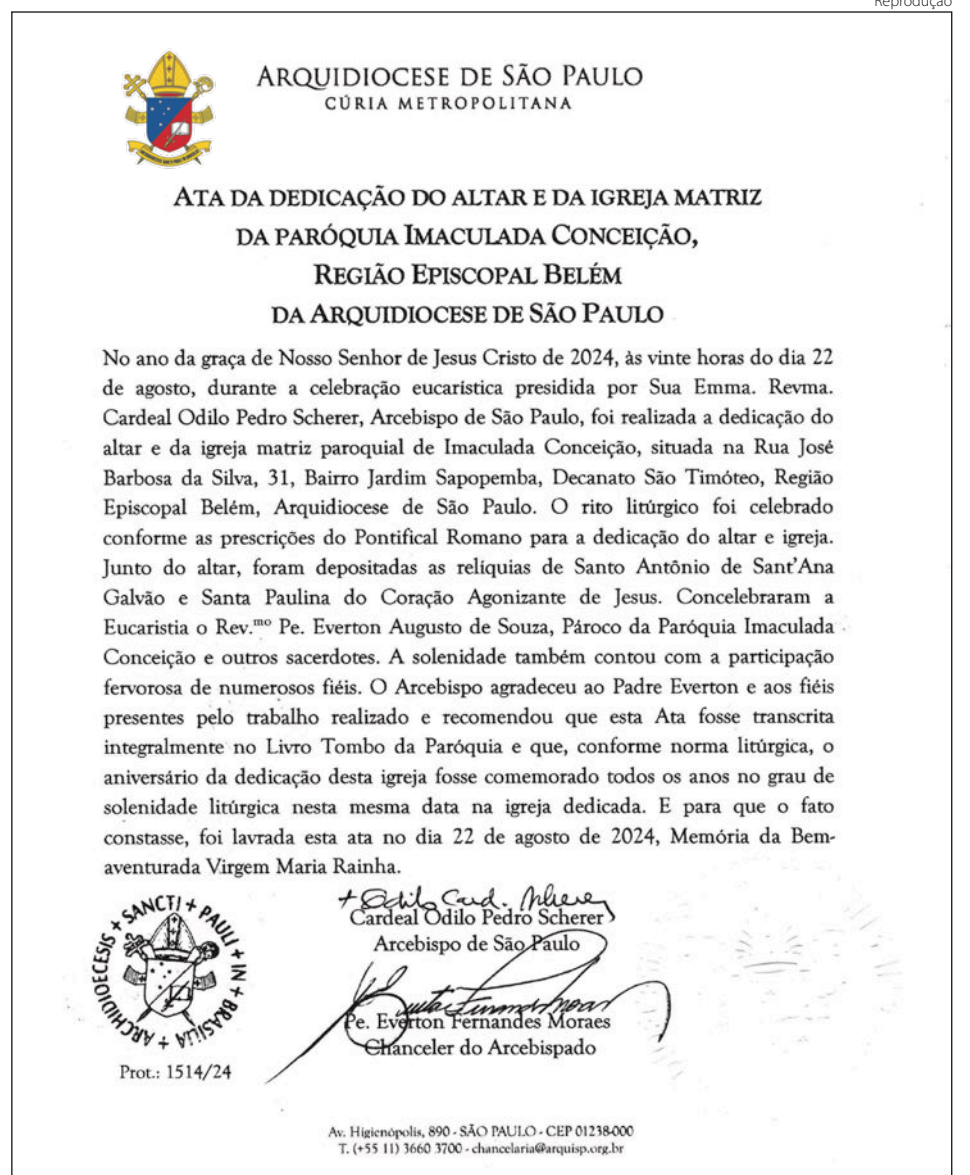 Reprodução
ARQUIDIOCESE DE SÃO PAULO
CÚRIA METROPOLITANA
ATA DA DEDICAÇÃO DO ALTAR E DA IGREJA MATRIZ
DA PARÓQUIA IMACULADA CONCEIÇÃO,
REGIÃO EPISCOPAL BELÉM
DA ARQUIDIOCESE DE SÃO PAULO
No ano da graça de Nosso Senhor de Jesus Cristo de 2024, às vinte horas do dia 22
de agosto, durante a celebração eucarística presidida por Sua Emma. Revma.
Cardeal Odilo Pedro Scherer, Arcebispo de São Paulo, foi realizada a dedicação do
altar e da igreja matriz paroquial de Imaculada Conceição, situada na Rua José
Barbosa da Silva, 31, Bairro Jardim Sapopemba, Decanato São Timóteo, Região
Episcopal Belém, Arquidiocese de São Paulo. O rito litúrgico foi celebrado
conforme as prescrições do Pontifical Romano para a dedicação do altar e igreja.
Junto do altar, foram depositadas as relíquias de Santo Antônio de Sant'Ana
Galvão e Santa Paulina do Coração Agonizante de Jesus. Concelebraram a
Eucaristia o Rev.mo Pe. Everton Augusto de Souza, Pároco da Paróquia Imaculada
Conceição e outros sacerdotes. A solenidade também contou com a participação
fervorosa de numerosos fiéis. O Arcebispo agradeceu ao Padre Everton e aos fiéis
presentes pelo trabalho realizado e recomendou que esta Ata fosse transcrita
integralmente no Livro Tombo da Paróquia e que, conforme norma litúrgica, o
aniversário da dedicação desta igreja fosse comemorado todos os anos no grau de
solenidade litúrgica nesta mesma data na igreja dedicada. E para que o fato
constasse, foi lavrada esta ata no dia 22 de agosto de 2024, Memória da Bem-
aventurada Virgem Maria Rainha.
+ Odilo Card. Scherer
Cardeal Odilo Pedro Scherer
Arcebispo de São Paulo
Pe. Everton Fernandes Moraes
Chanceler do Arcebispado
ARCHIDIOECESIS + SANCTI + PAULI + IN + BRASILIA +
Prot.: 1514/24
Av. Higienópolis, 890 - SÃO PAULO - CEP 01238-000
T. (+55 11) 3660 3700 - chancelaria@arquisp.org.br